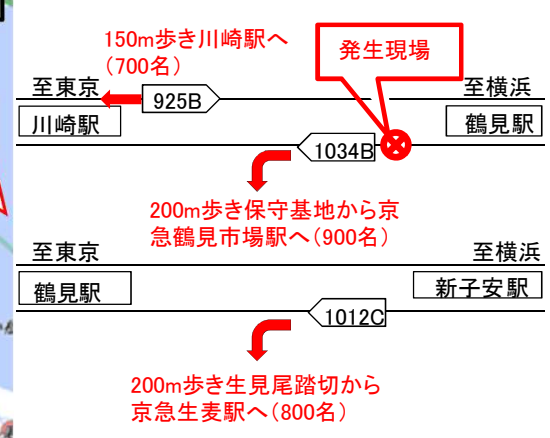 150m歩き川崎駅へ
(700名)
発生現場
至東京
至横浜
925B
川崎駅
鶴見駅
1034B
200m歩き保守基地から京
急鶴見市場駅へ(900名)
至東京
至横浜
鶴見駅
新子安駅
1012C
200m歩き生見尾踏切から
京急生麦駅へ(800名)